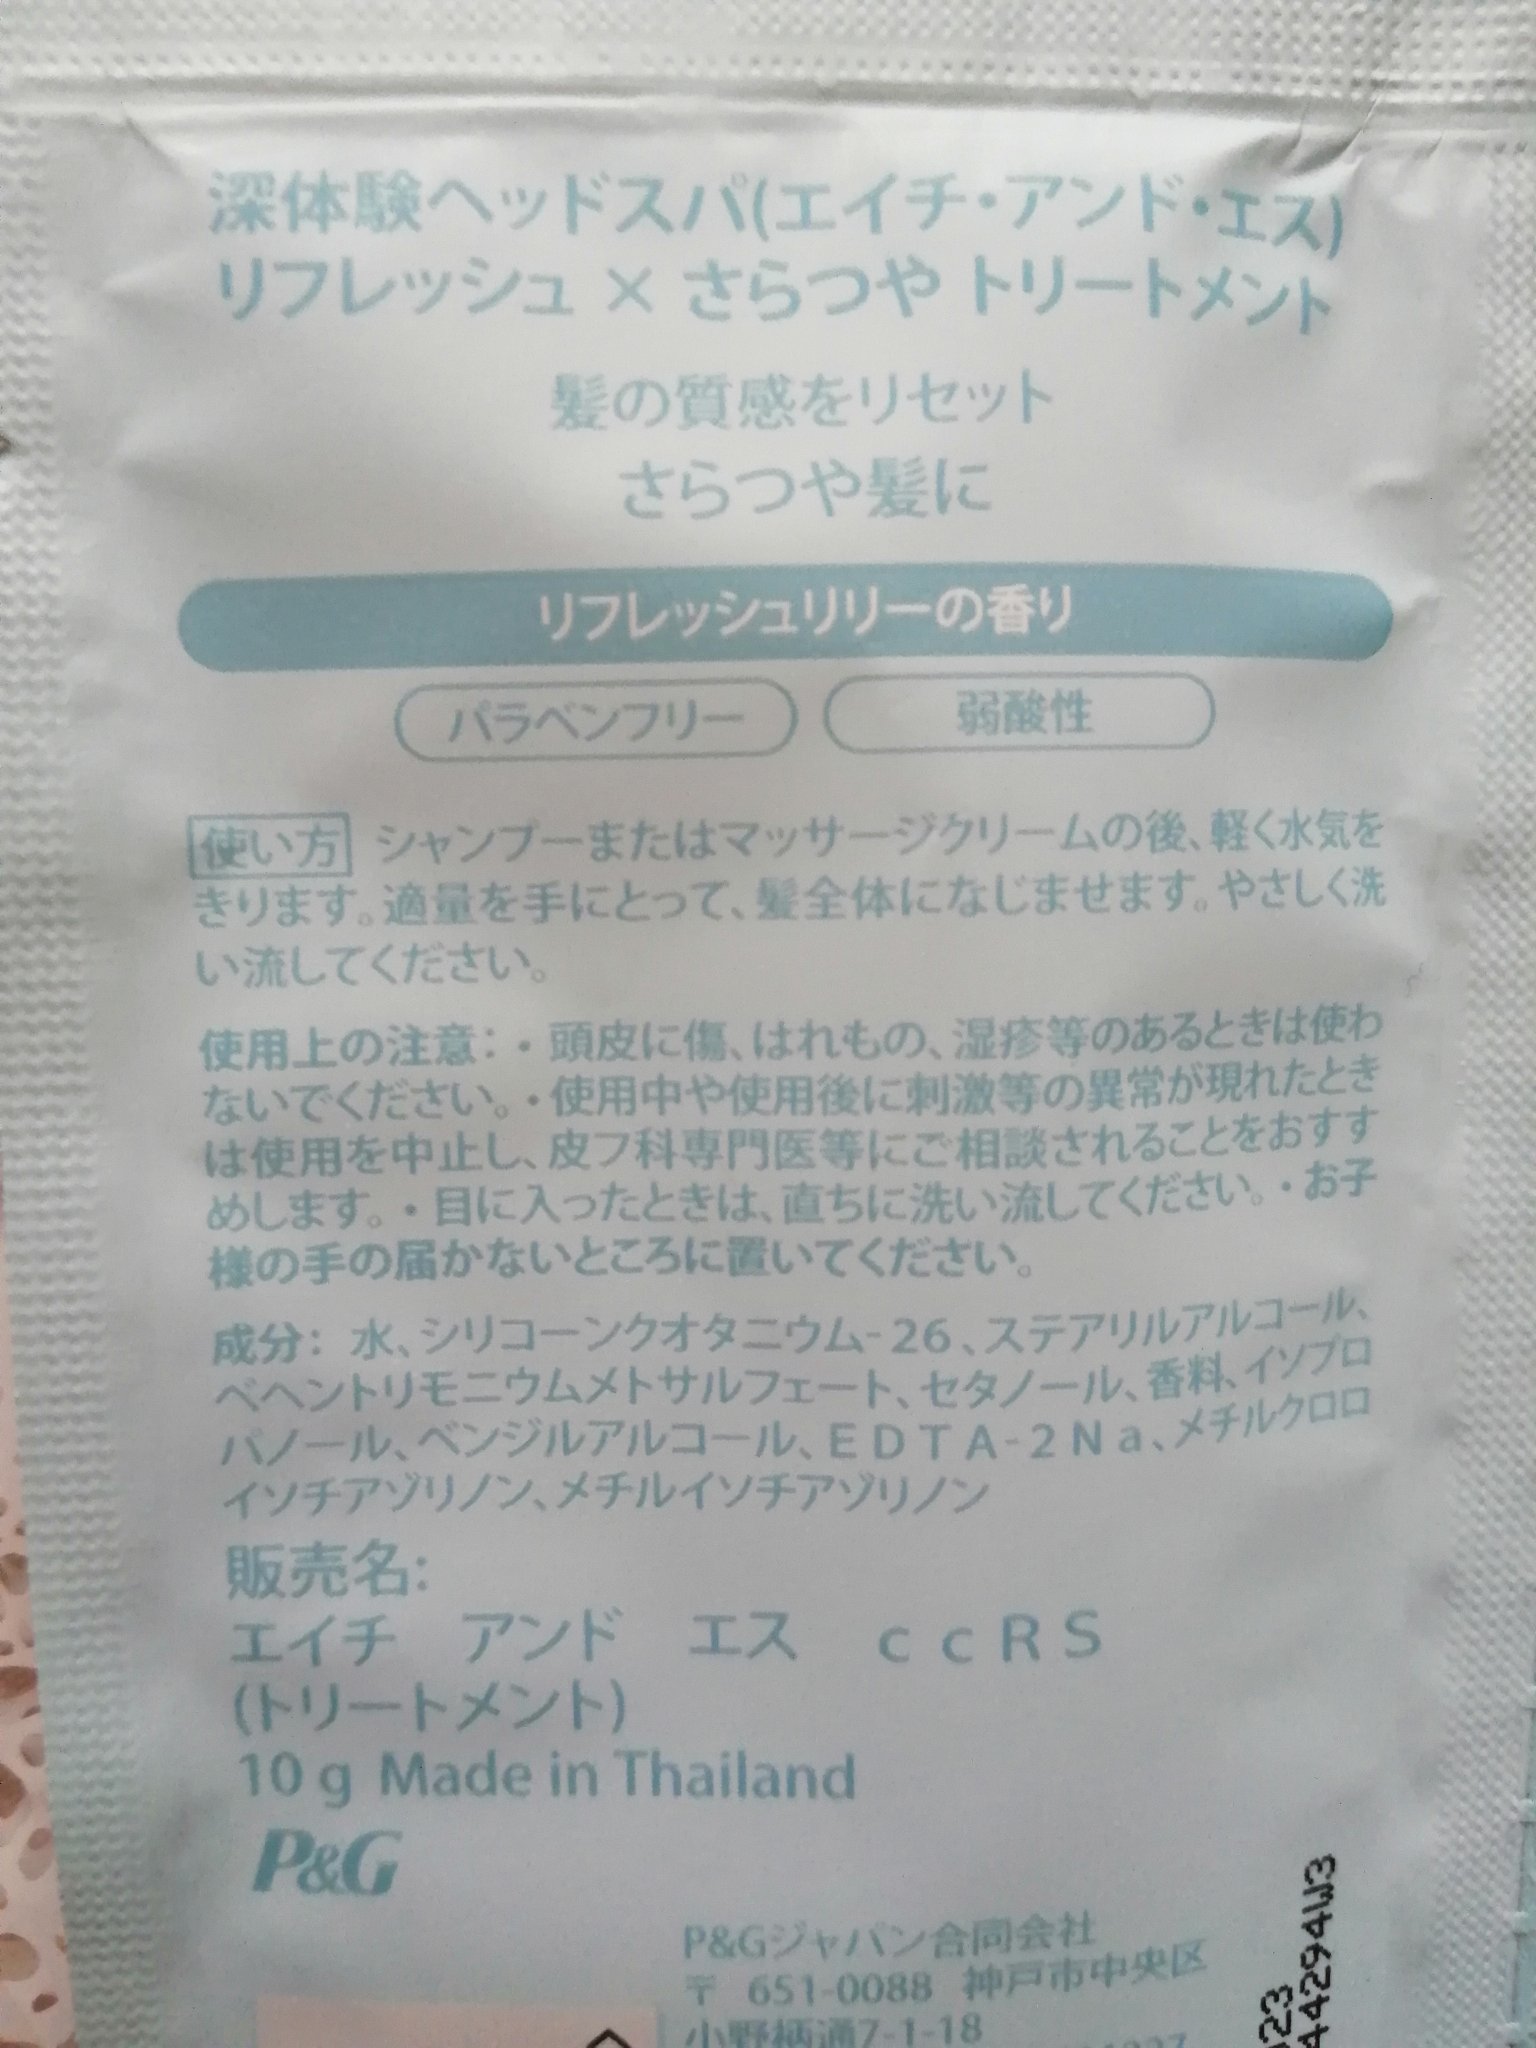 深体験ヘッドスパ(エイチ・アンド・エス)
リフレッシュ × さらつや トリートメント
髪の質感をリセット
さらつや髪に
リフレッシュリリーの香り
パラベンフリー 弱酸性
使い方 シャンプーまたはマッサージクリームの後、軽く水気を
きります。適量を手にとって、髪全体になじませます。やさしく洗
い流してください。
使用上の注意：・頭皮に傷、はれもの、湿疹等のあるときは使わ
ないでください。・使用中や使用後に刺激等の異常が現れたとき
は使用を中止し、皮フ科専門医等にご相談されることをおすす
めします。・目に入ったときは、直ちに洗い流してください。・お子
様の手の届かないところに置いてください。
成分：水、シリコーンクオタニウム-26、ステアリルアルコール、
ベヘントリモニウムメトサルフェート、セタノール、香料、イソプロ
パノール、ベンジルアルコール、ＥＤＴＡ-２Ｎａ、メチルクロロ
イソチアゾリノン、メチルイソチアゾリノン
販売名：
エイチ　アンド　エス　ｃｃＲＳ
(トリートメント)
10 g Made in Thailand
P&G
P&Gジャパン合同会社
〒 651-0088 神戸市中央区
小野柄通7-1-18